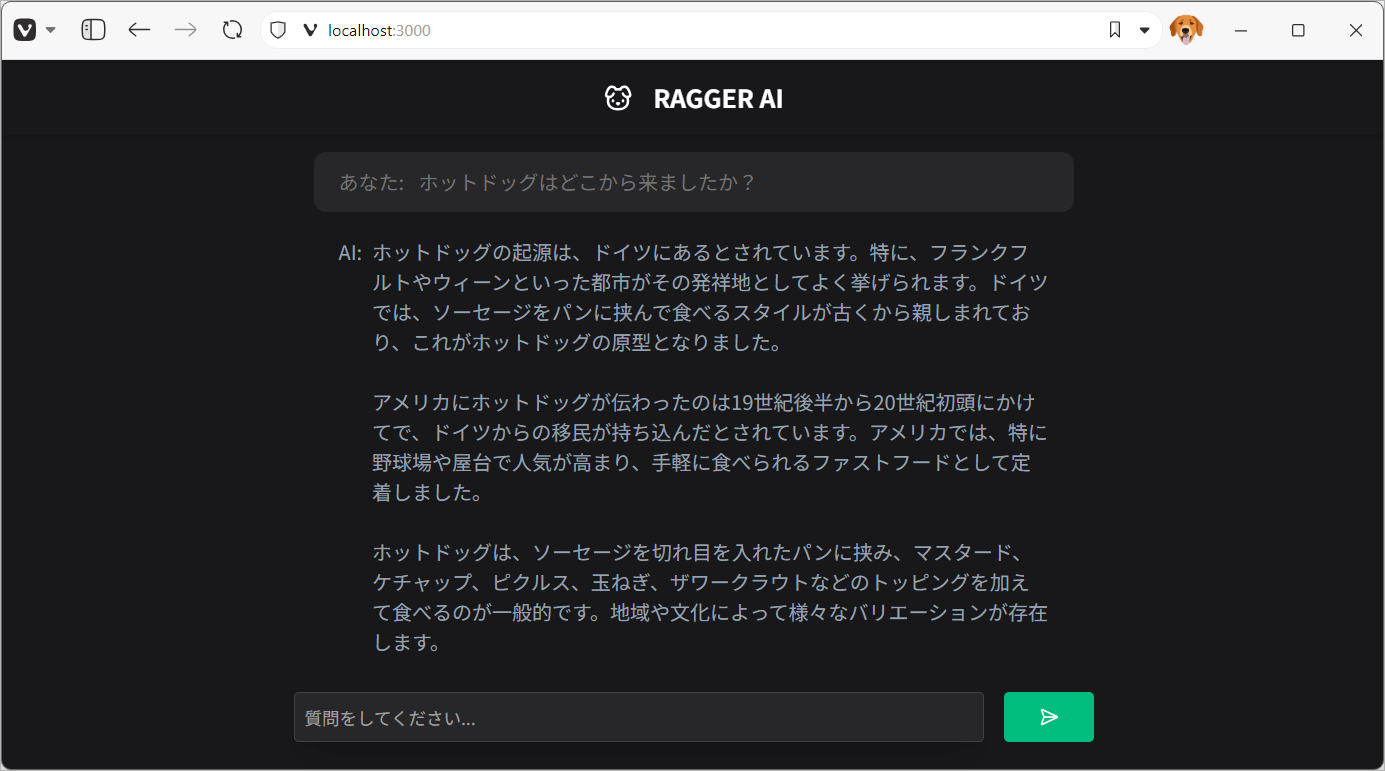 localhost:3000
RAGGER AI
あなた: ホットドッグはどこから来ましたか？
AI: ホットドッグの起源は、ドイツにあるとされています。特に、フランクフ
ルトやウィーンといった都市がその発祥地としてよく挙げられます。ドイツ
では、ソーセージをパンに挟んで食べるスタイルが古くから親しまれてお
り、これがホットドッグの原型となりました。
アメリカにホットドッグが伝わったのは19世紀後半から20世紀初頭にかけ
てで、ドイツからの移民が持ち込んだとされています。アメリカでは、特に
野球場や屋台で人気が高まり、手軽に食べられるファストフードとして定
着しました。
ホットドッグは、ソーセージを切れ目を入れたパンに挟み、マスタード、
ケチャップ、ピクルス、玉ねぎ、ザワークラウトなどのトッピングを加え
て食べるのが一般的です。地域や文化によって様々なバリエーションが存在
します。
質問をしてください...